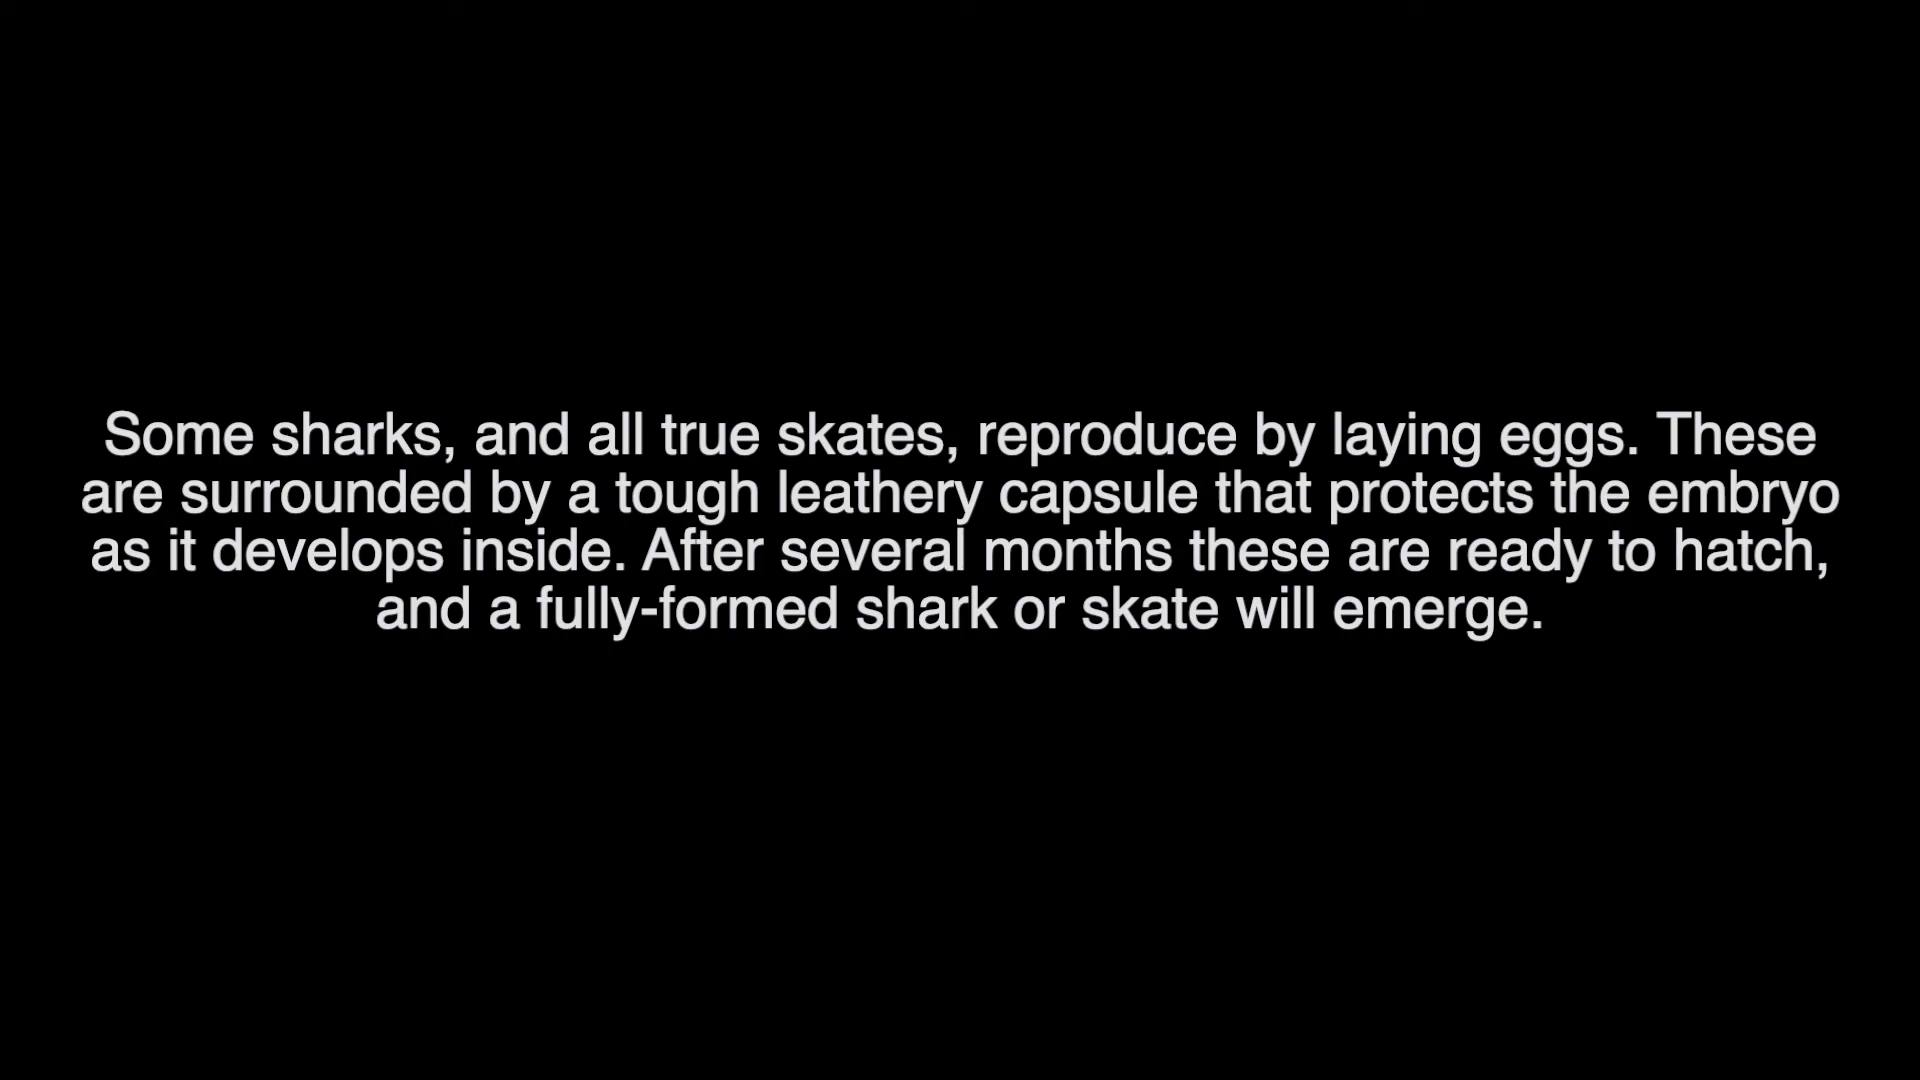 Some sharks, and all true skates, reproduce by laying eggs. These
are surrounded by a tough leathery capsule that protects the embryo
as it develops inside. After several months these are ready to hatch,
and a fully-formed shark or skate will emerge.